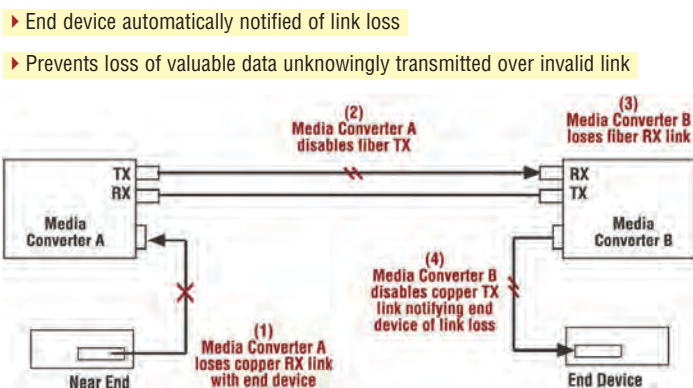 End device automatically notified of link loss
Prevents loss of valuable data unknowingly transmitted over invalid link
(2)
Media Converter A
disables fiber TX
(3)
Media Converter B
loses fiber RX link
TX
RX
Media
Converter A
RX
TX
Media
Converter B
(4)
Media Converter B
disables copper TX
link notifying end
device of link loss
(1)
Media Converter A
loses copper RX link
with end device
Near End
End Device